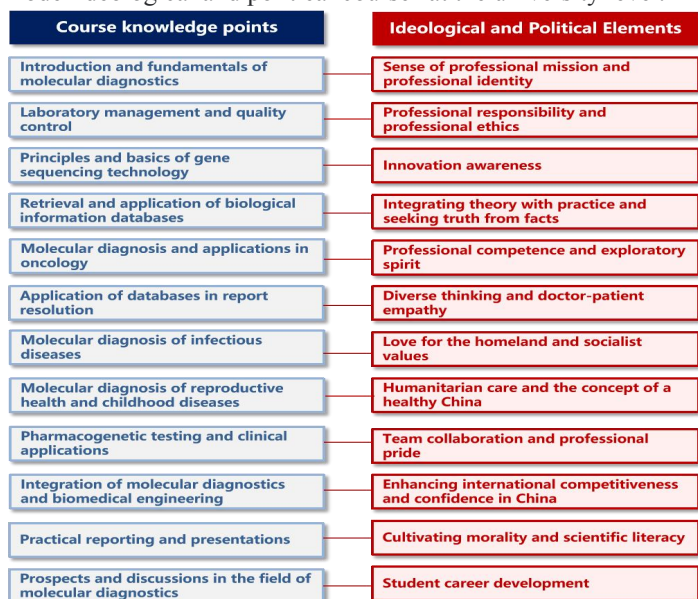 Course knowledge points
Ideological and Political Elements
Introduction and fundamentals of
molecular diagnostics
Sense of professional mission and
professional identity
Laboratory management and quality
control
Professional responsibility and
professional ethics
Principles and basics of gene
sequencing technology
Innovation awareness
Retrieval and application of biological
information databases
Integrating theory with practice and
seeking truth from facts
Molecular diagnosis and applications in
oncology
Professional competence and exploratory
spirit
Application of databases in report
resolution
Diverse thinking and doctor-patient
empathy
Molecular diagnosis of infectious
diseases
Love for the homeland and socialist
values
Molecular diagnosis of reproductive
health and childhood diseases
Humanitarian care and the concept of a
healthy China
Pharmacogenetic testing and clinical
applications
Team collaboration and professional
pride
Integration of molecular diagnostics
and biomedical engineering
Enhancing international competitiveness
and confidence in China
Practical reporting and presentations
Cultivating morality and scientific literacy
Prospects and discussions in the field of
molecular diagnostics
Student career development